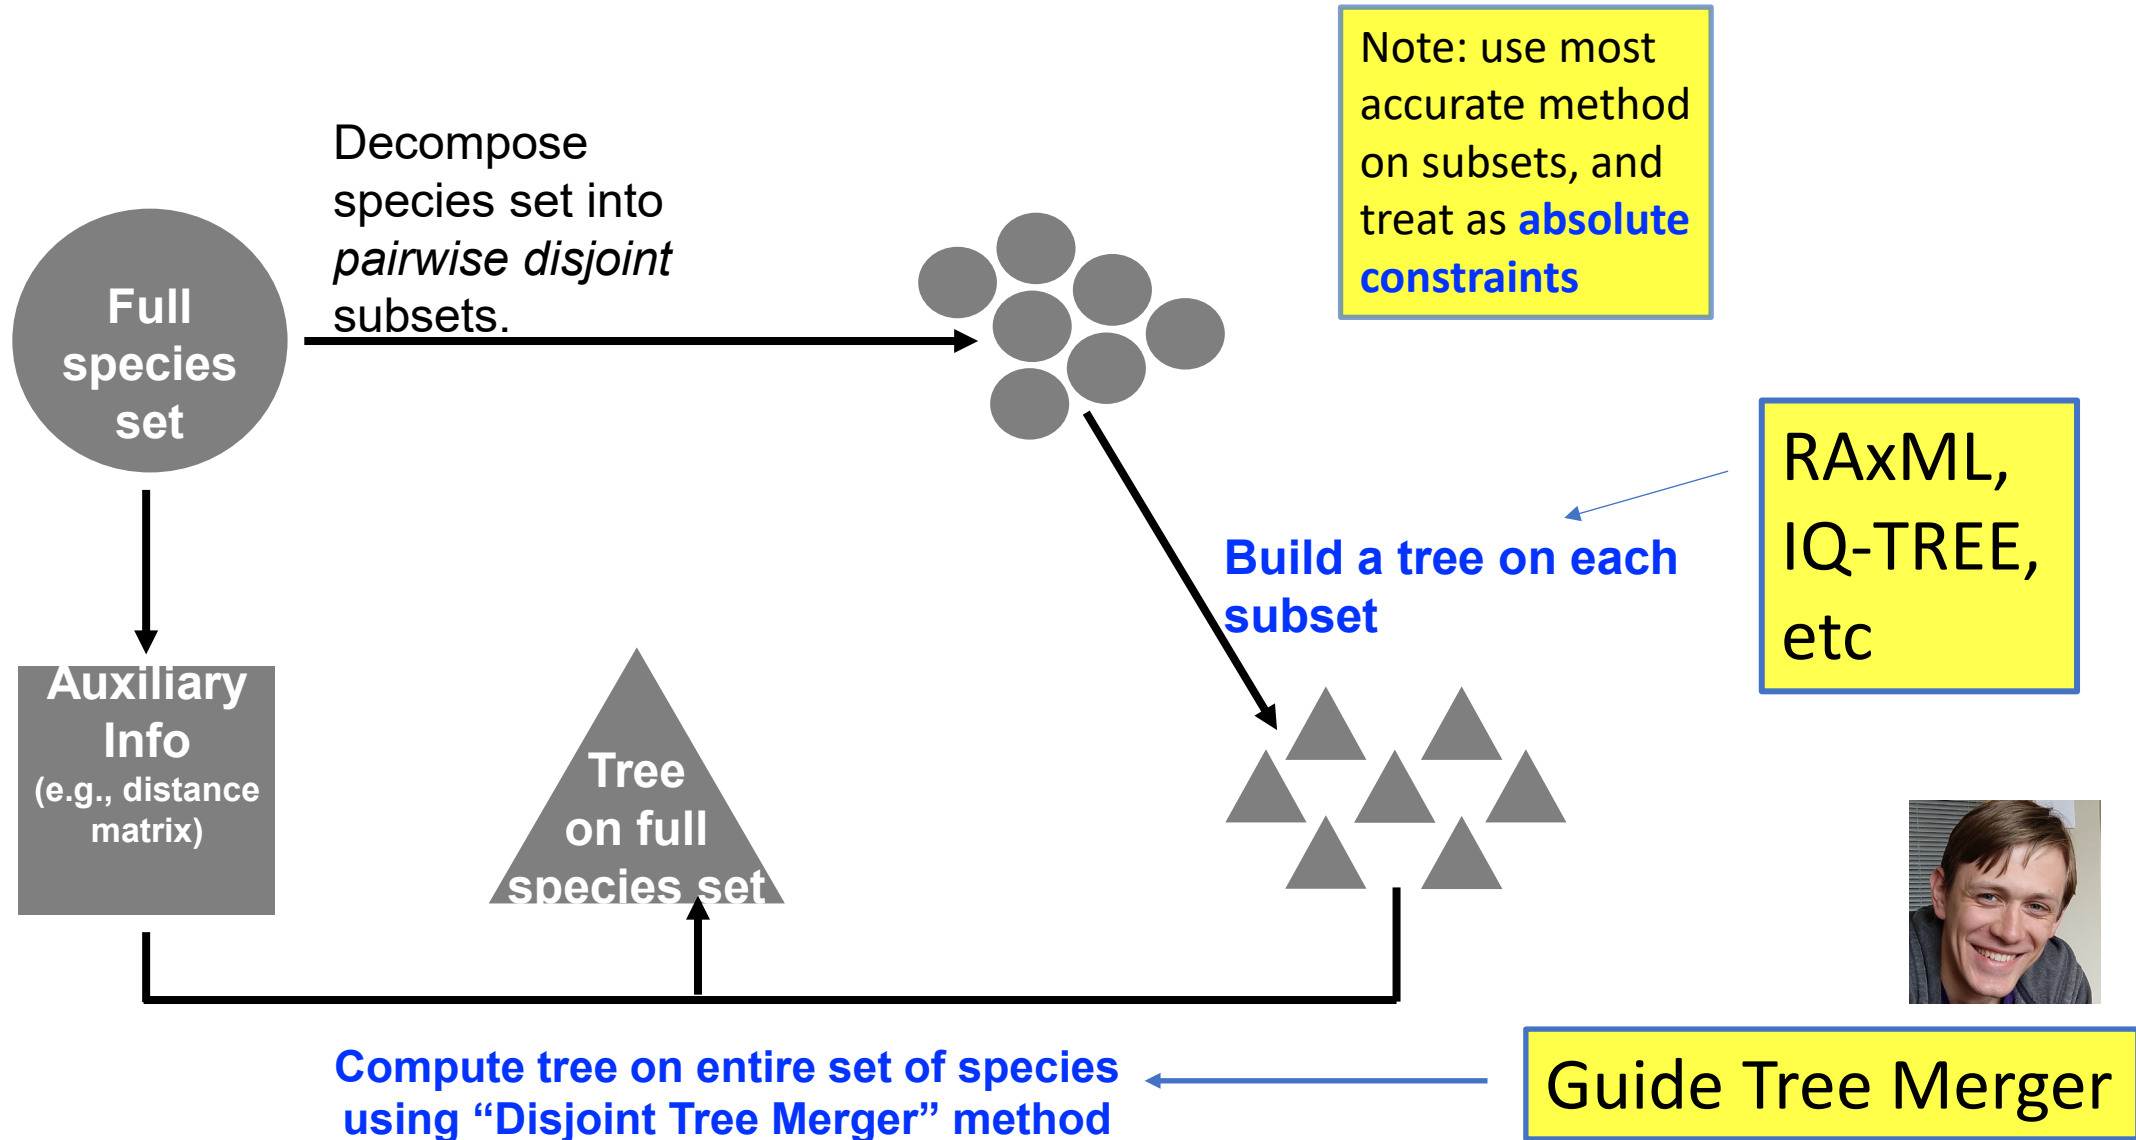 Note: use most
accurate method
on subsets, and
treat as absolute
constraints
Decompose
species set into
pairwise disjoint
subsets.
Full
species
set
RAxML,
IQ-TREE,
etc
Build a tree on each
subset
Auxiliary
Info
(e.g., distance
matrix)
Tree
on full
species set
Compute tree on entire set of species
using “Disjoint Tree Merger” method
Guide Tree Merger